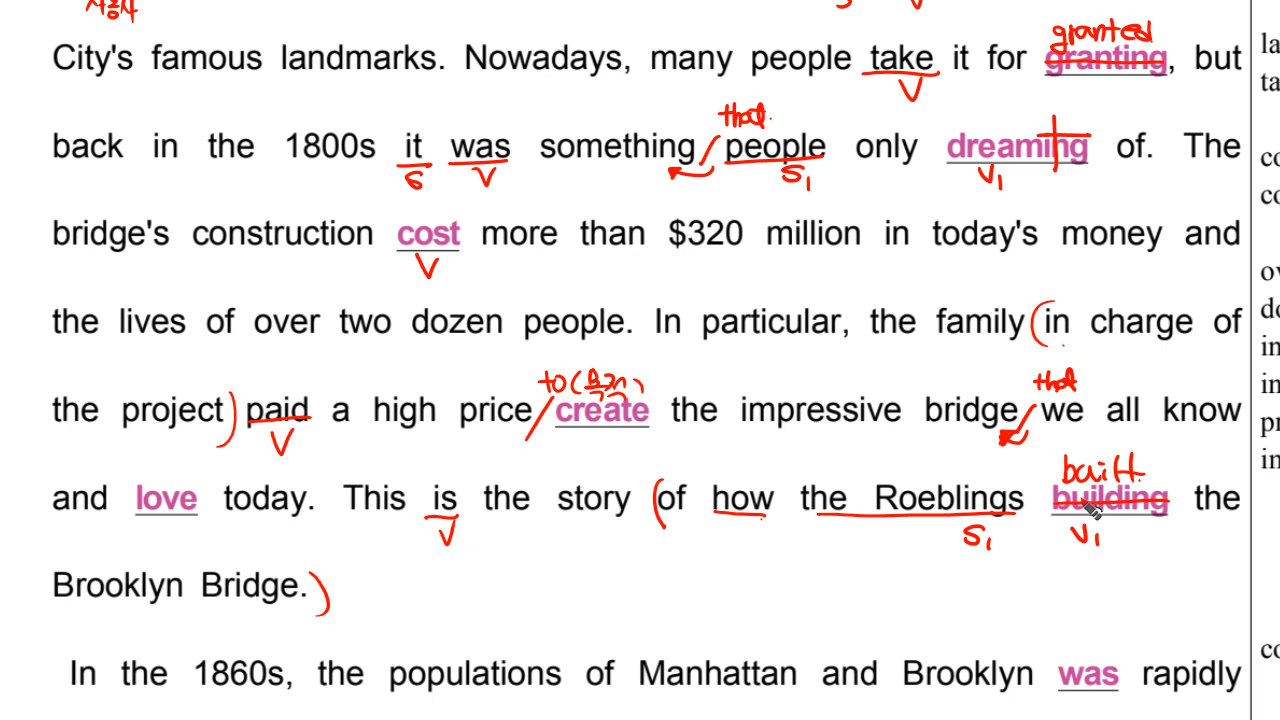 granted
City's famous landmarks. Nowadays, many people take it for granting, but
V
that
back in the 1800s it was something people only dreaming of. The
S V S1 V1
bridge's construction cost more than $320 million in today's money and
V
the lives of over two dozen people. In particular, the family (in charge of
to ( that
the project) paid a high price / create the impressive bridge we all know
V
built
and love today. This is the story (of how the Roeblings building the
V S1 V1
Brooklyn Bridge.)
In the 1860s, the populations of Manhattan and Brooklyn was rapidly